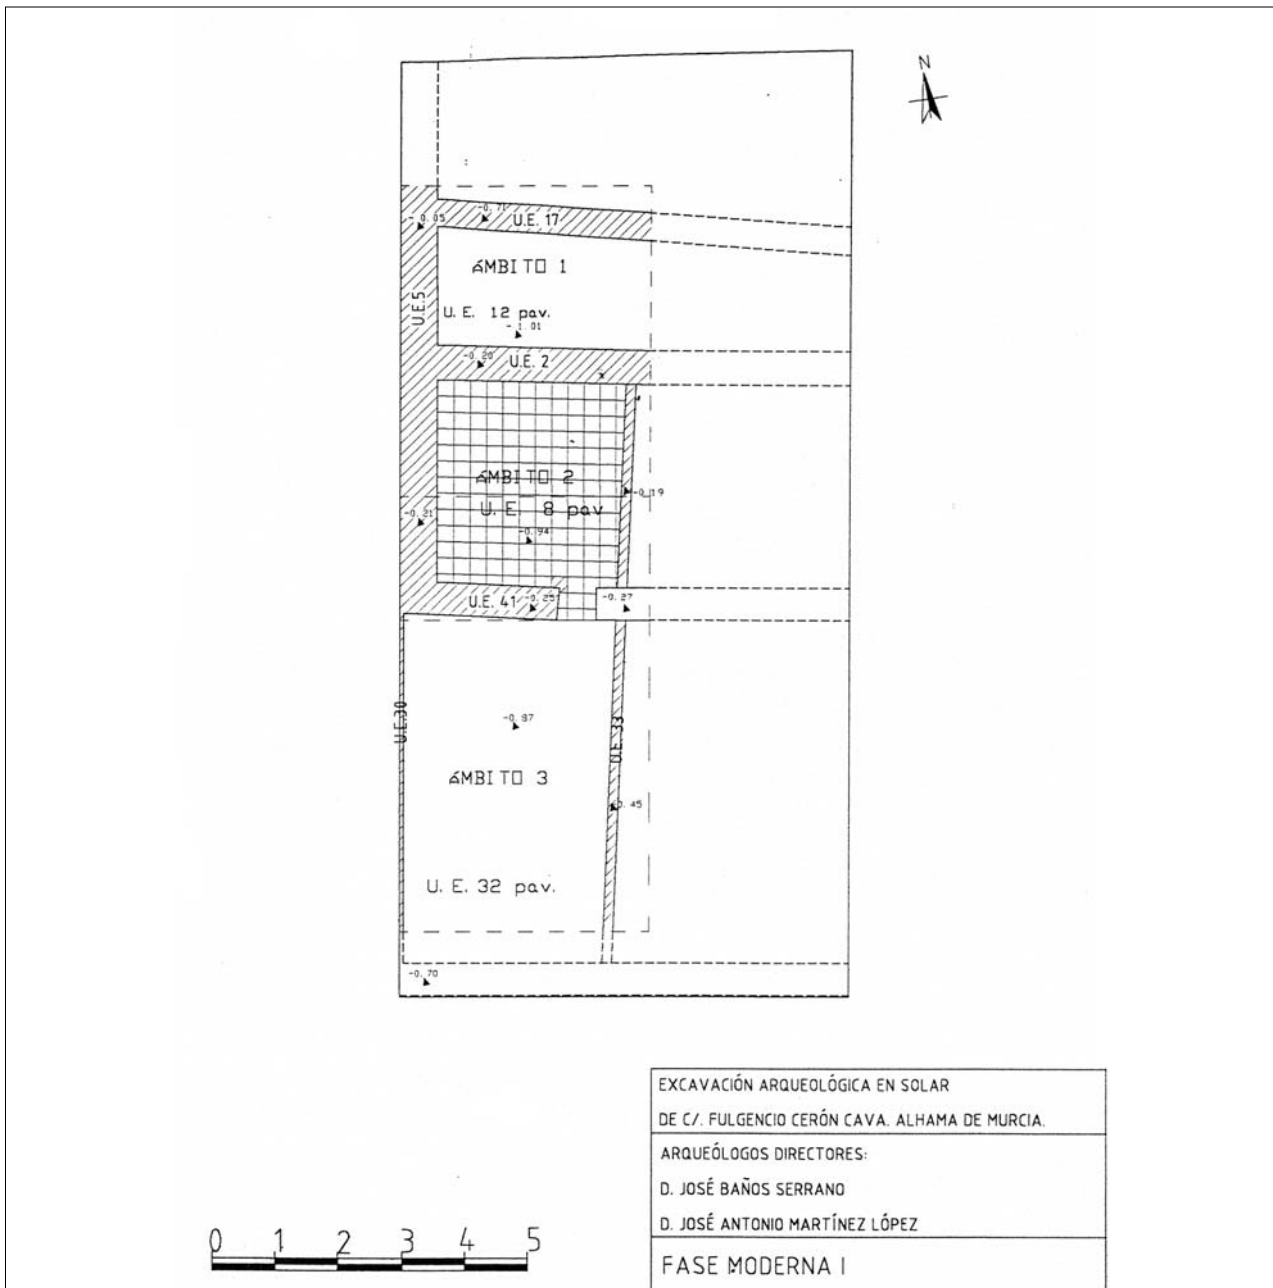 N
-0.71
U.E. 17
-0.05
ÁMBITO 1
U.E.5
U. E. 12 pav.
-1.01
-0.20
U.E. 2
ÁMBITO 2
-0.19
U. E. 8 pav
-0.21
-0.94
U.E. 41
-0.25
-0.27
U.E.30
-0.97
U.E.33
ÁMBITO 3
-0.45
U. E. 32 pav.
-0.70
EXCAVACIÓN ARQUEOLÓGICA EN SOLAR
DE C/. FULGENCIO CERÓN CAVA. ALHAMA DE MURCIA.
ARQUEÓLOGOS DIRECTORES:
D. JOSÉ BAÑOS SERRANO
D. JOSÉ ANTONIO MARTÍNEZ LÓPEZ
FASE MODERNA I
0 1 2 3 4 5